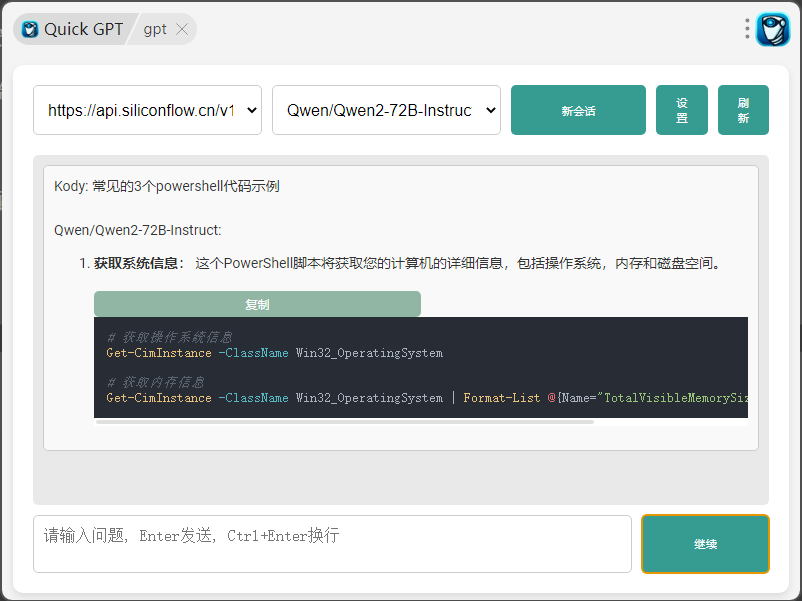 Quick GPT
gpt
https://api.siliconflow.cn/v1
Qwen/Qwen2-72B-Instruc
新会话
设置
刷新
Kody: 常见的3个powershell代码示例
Qwen/Qwen2-72B-Instruct:
1. 获取系统信息： 这个PowerShell脚本将获取您的计算机的详细信息，包括操作系统，内存和磁盘空间。
复制
# 获取操作系统信息
Get-CimInstance -ClassName Win32_OperatingSystem
# 获取内存信息
Get-CimInstance -ClassName Win32_OperatingSystem | Format-List @{Name="TotalVisibleMemorySiz
请输入问题, Enter发送, Ctrl+Enter换行
继续